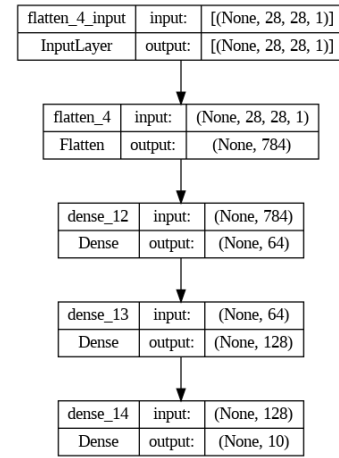 flatten_4_input input: [(None, 28, 28, 1)]
InputLayer output: [(None, 28, 28, 1)]
flatten_4 input: (None, 28, 28, 1)
Flatten output: (None, 784)
dense_12 input: (None, 784)
Dense output: (None, 64)
dense_13 input: (None, 64)
Dense output: (None, 128)
dense_14 input: (None, 128)
Dense output: (None, 10)